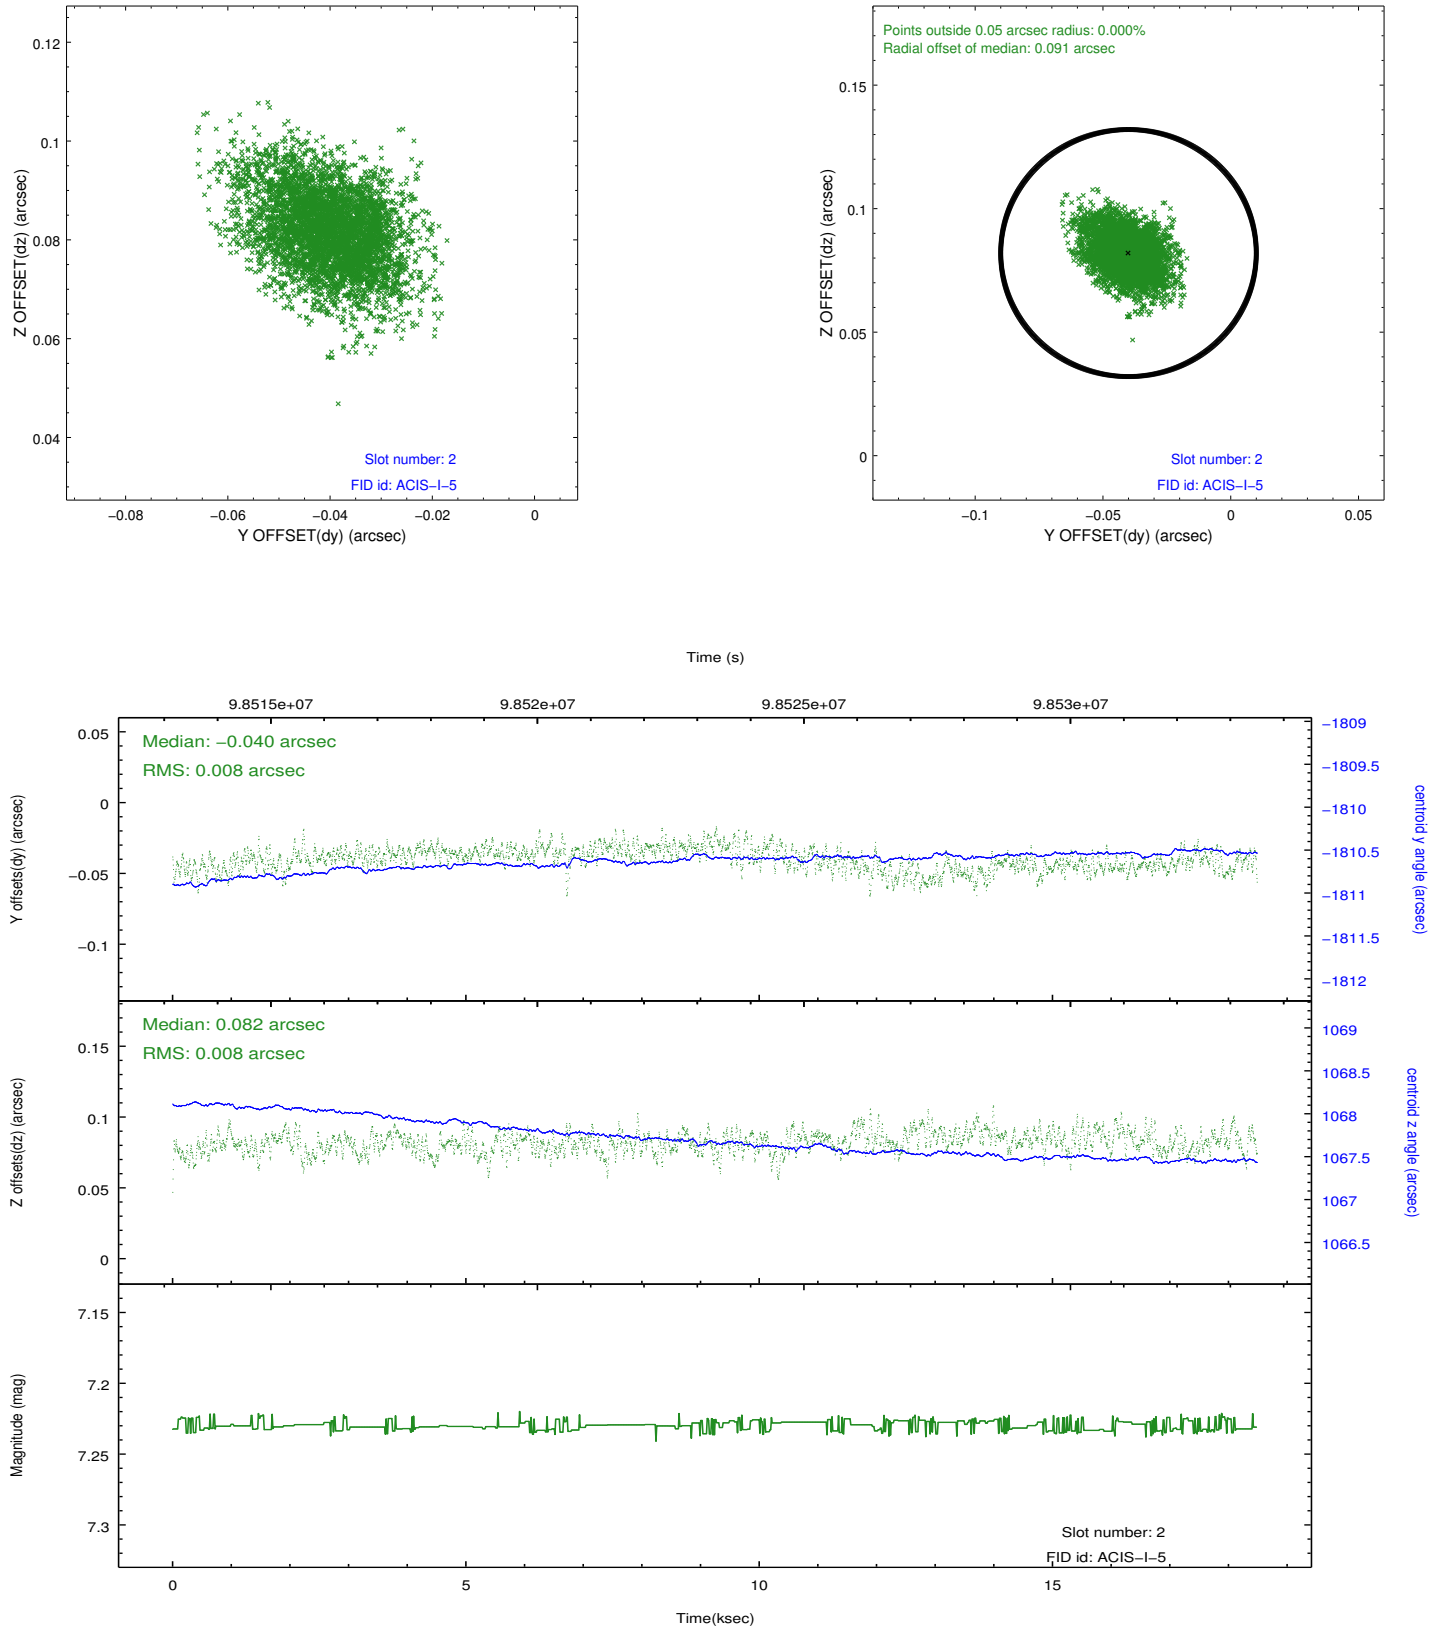 0.12
0.1
0.08
0.06
0.04
Z OFFSET(dz) (arcsec)
Slot number: 2
FID id: ACIS−I−5
−0.08
−0.06
−0.04
−0.02
0
Y OFFSET(dy) (arcsec)
Points outside 0.05 arcsec radius: 0.000%
Radial offset of median: 0.091 arcsec
0.15
0.1
0.05
0
Z OFFSET(dz) (arcsec)
Slot number: 2
FID id: ACIS−I−5
−0.1
−0.05
0
0.05
Y OFFSET(dy) (arcsec)
Time (s)
9.8515e+07
9.852e+07
9.8525e+07
9.853e+07
Median: −0.040 arcsec
RMS: 0.008 arcsec
0.05
0
−0.05
−0.1
Y offsets(dy) (arcsec)
−1809
−1809.5
−1810
−1810.5
−1811
−1811.5
−1812
centroid y angle (arcsec)
Median: 0.082 arcsec
RMS: 0.008 arcsec
0.15
0.1
0.05
0
Z offsets(dz) (arcsec)
1069
1068.5
1068
1067.5
1067
1066.5
centroid z angle (arcsec)
7.15
7.2
7.25
7.3
Magnitude (mag)
Slot number: 2
FID id: ACIS−I−5
0
5
10
15
Time(ksec)